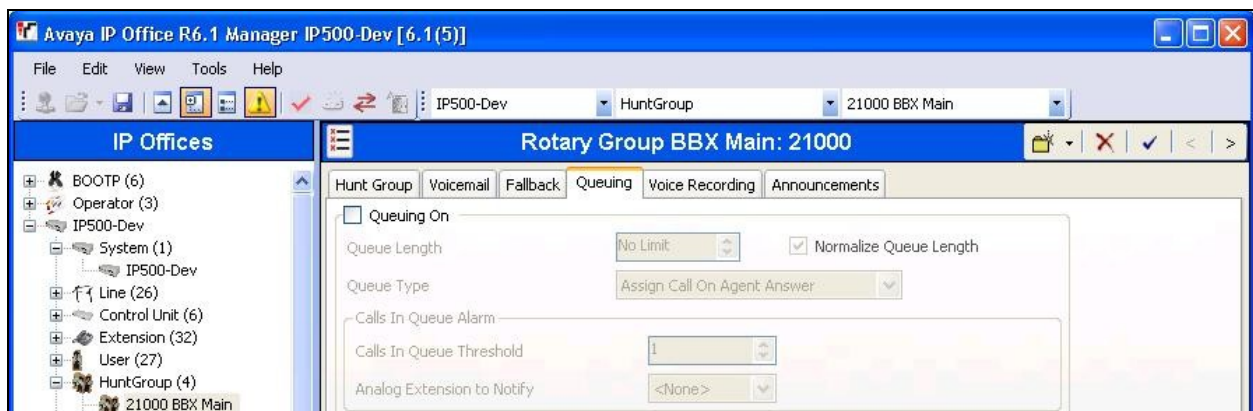 Avaya IP Office R6.1 Manager IP500-Dev [6.1(5)]
File Edit View Tools Help
IP500-Dev HuntGroup 21000 BBX Main
IP Offices
Rotary Group BBX Main: 21000
BOOTP (6)
Operator (3)
IP500-Dev
System (1)
IP500-Dev
Line (26)
Control Unit (6)
Extension (32)
User (27)
HuntGroup (4)
21000 BBX Main
Hunt Group Voicemail Fallback Queuing Voice Recording Announcements
Queuing On
Queue Length No Limit Normalize Queue Length
Queue Type Assign Call On Agent Answer
Calls In Queue Alarm
Calls In Queue Threshold 1
Analog Extension to Notify <None>